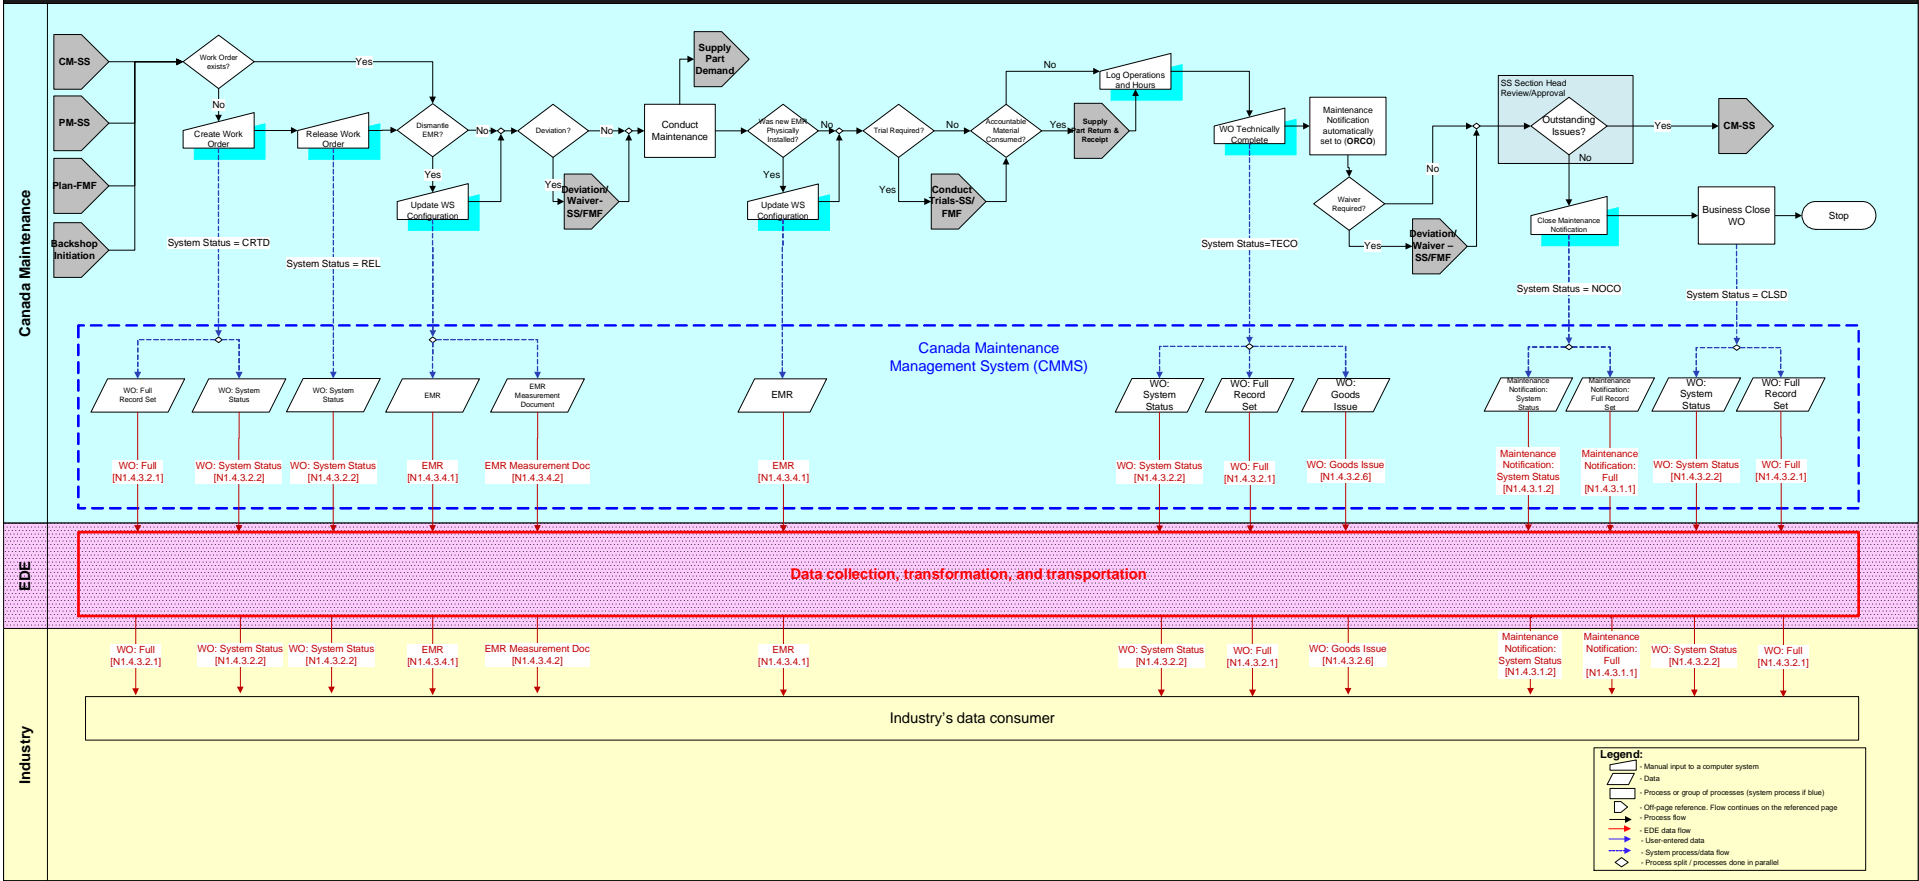 Canada Maintenance
CM-SS
PM-SS
Plan-FMF
Backshop
Initiation
Work Order
exists?
Yes
No
Create Work
Order
Release Work
Order
Dismantle
EMR?
No
Yes
Update WS
Configuration
Deviation?
No
Yes
Deviation/
Waiver-
SS/FMF
Supply
Part
Demand
Conduct
Maintenance
Was new EMR
Physically
Installed?
No
Yes
Update WS
Configuration
Trial Required?
No
Yes
Conduct
Trials-SS/
FMF
Accountable
Material
Consumed?
No
Yes
Log Operations
and Hours
Supply
Part Return &
Receipt
WO Technically
Complete
Maintenance
Notification
automatically
set to (ORCO)
Waiver
Required?
No
Yes
Deviation/
Waiver –
SS/FMF
SS Section Head
Review/Approval
Outstanding
Issues?
Yes
No
CM-SS
Close Maintenance
Notification
Business Close
WO
Stop
System Status = CRTD
System Status = REL
System Status=TECO
System Status = NOCO
System Status = CLSD
Canada Maintenance
Management System (CMMS)
WO: Full
Record Set
WO: System
Status
WO: System
Status
EMR
EMR
Measurement
Document
EMR
WO:
System
Status
WO: Full
Record
Set
WO:
Goods
Issue
Maintenance
Notification:
System
Status
Maintenance
Notification:
Full Record
Set
WO:
System
Status
WO: Full
Record
Set
WO: Full
[N1.4.3.2.1]
WO: System Status
[N1.4.3.2.2]
WO: System Status
[N1.4.3.2.2]
EMR
[N1.4.3.4.1]
EMR Measurement Doc
[N1.4.3.4.2]
EMR
[N1.4.3.4.1]
WO: System Status
[N1.4.3.2.2]
WO: Full
[N1.4.3.2.1]
WO: Goods Issue
[N1.4.3.2.6]
Maintenance
Notification:
System Status
[N1.4.3.1.2]
Maintenance
Notification:
Full
[N1.4.3.1.1]
WO: System Status
[N1.4.3.2.2]
WO: Full
[N1.4.3.2.1]
EDE
Data collection, transformation, and transportation
Industry
WO: Full
[N1.4.3.2.1]
WO: System Status
[N1.4.3.2.2]
WO: System Status
[N1.4.3.2.2]
EMR
[N1.4.3.4.1]
EMR Measurement Doc
[N1.4.3.4.2]
EMR
[N1.4.3.4.1]
WO: System Status
[N1.4.3.2.2]
WO: Full
[N1.4.3.2.1]
WO: Goods Issue
[N1.4.3.2.6]
Maintenance
Notification:
System Status
[N1.4.3.1.2]
Maintenance
Notification:
Full
[N1.4.3.1.1]
WO: System Status
[N1.4.3.2.2]
WO: Full
[N1.4.3.2.1]
Industry's data consumer
Legend:
- Manual input to a computer system
- Data
- Process or group of processes (system process if blue)
- Off-page reference. Flow continues on the referenced page
- Process flow
- EDE data flow
- User-entered data
- System process/data flow
- Process split / processes done in parallel